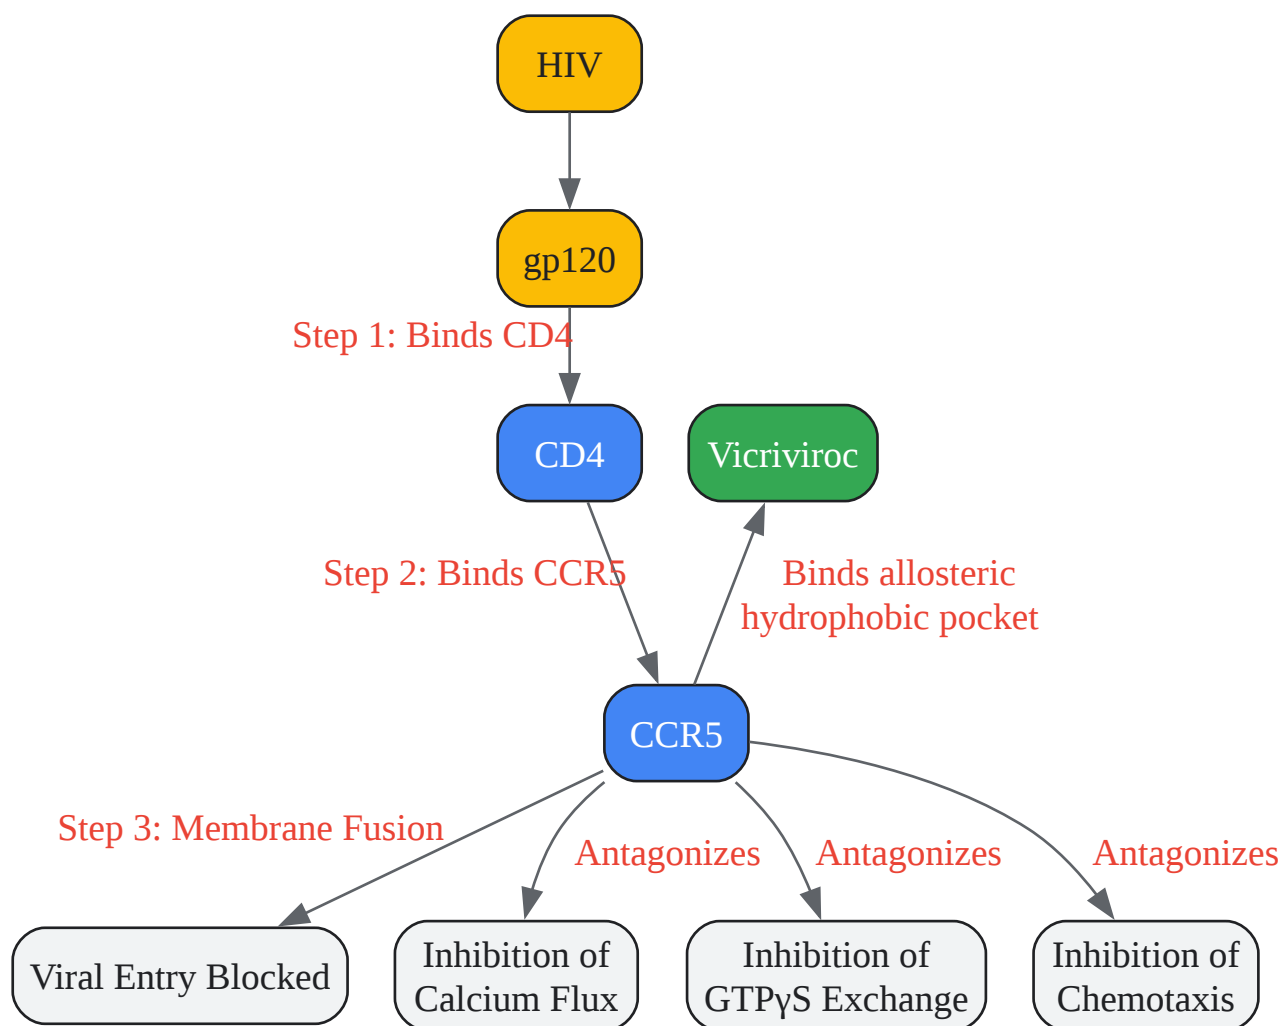 HIV
gp120
Step 1: Binds CD4
CD4
Vicriviroc
Step 2: Binds CCR5
Binds allosteric
hydrophobic pocket
CCR5
Step 3: Membrane Fusion
Antagonizes
Antagonizes
Antagonizes
Viral Entry Blocked
Inhibition of
Calcium Flux
Inhibition of
GTPγS Exchange
Inhibition of
Chemotaxis